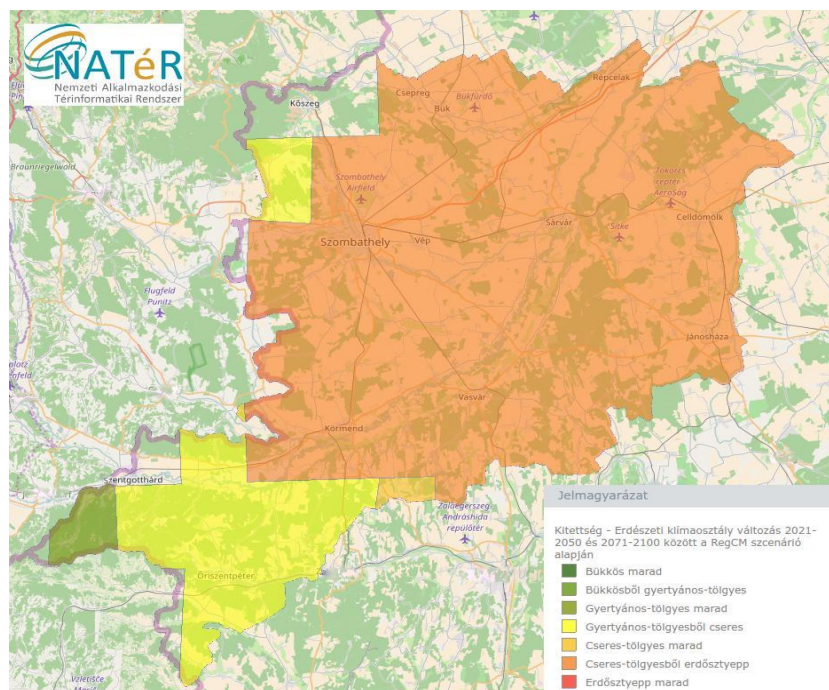 NATéR
Nemzeti Alkalmazkodási
Térinformatikai Rendszer
Répcelak
Csepreg
Bükfürdő
Bük
Kőszeg
Braunriegelwald
Szombathely
Airfield
Tokorcs
reptér -
Celldömölk
Sárvár
Sitke
Szombathely
Vép
Flugfeld
Punitz
Jánosháza
Vasvár
Körmend
Szentgotthárd
Zalaegerszeg
Andráshida
repülőtér
Őriszentpéter
Jelmagyarázat
Kitettség - Erdészeti klímaosztály változás 2021-
2050 és 2071-2100 között a RegCM szcenárió
alapján
Bükkös marad
Bükkösből gyertyános-tölgyes
Gyertyános-tölgyes marad
Gyertyános-tölgyesből cseres
Cseres-tölgyes marad
Cseres-tölgyesből erdősztyepp
Erdősztyepp marad